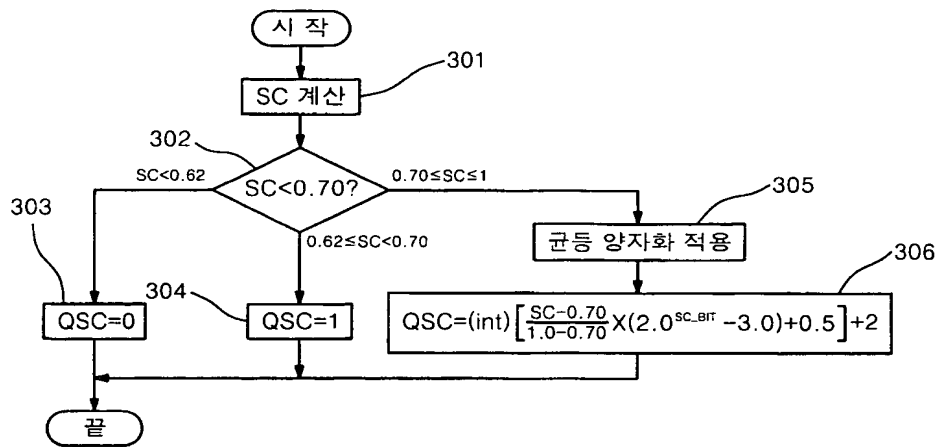 시 작
301
SC 계산
302
SC<0.62
SC<0.70?
0.70≤SC≤1
303
0.62≤SC<0.70
305
균등 양자화 적용
304
306
QSC=0
QSC=1
QSC=(int)[SC-0.70/1.0-0.70 X(2.0^SC_BIT -3.0)+0.5]+2
끝